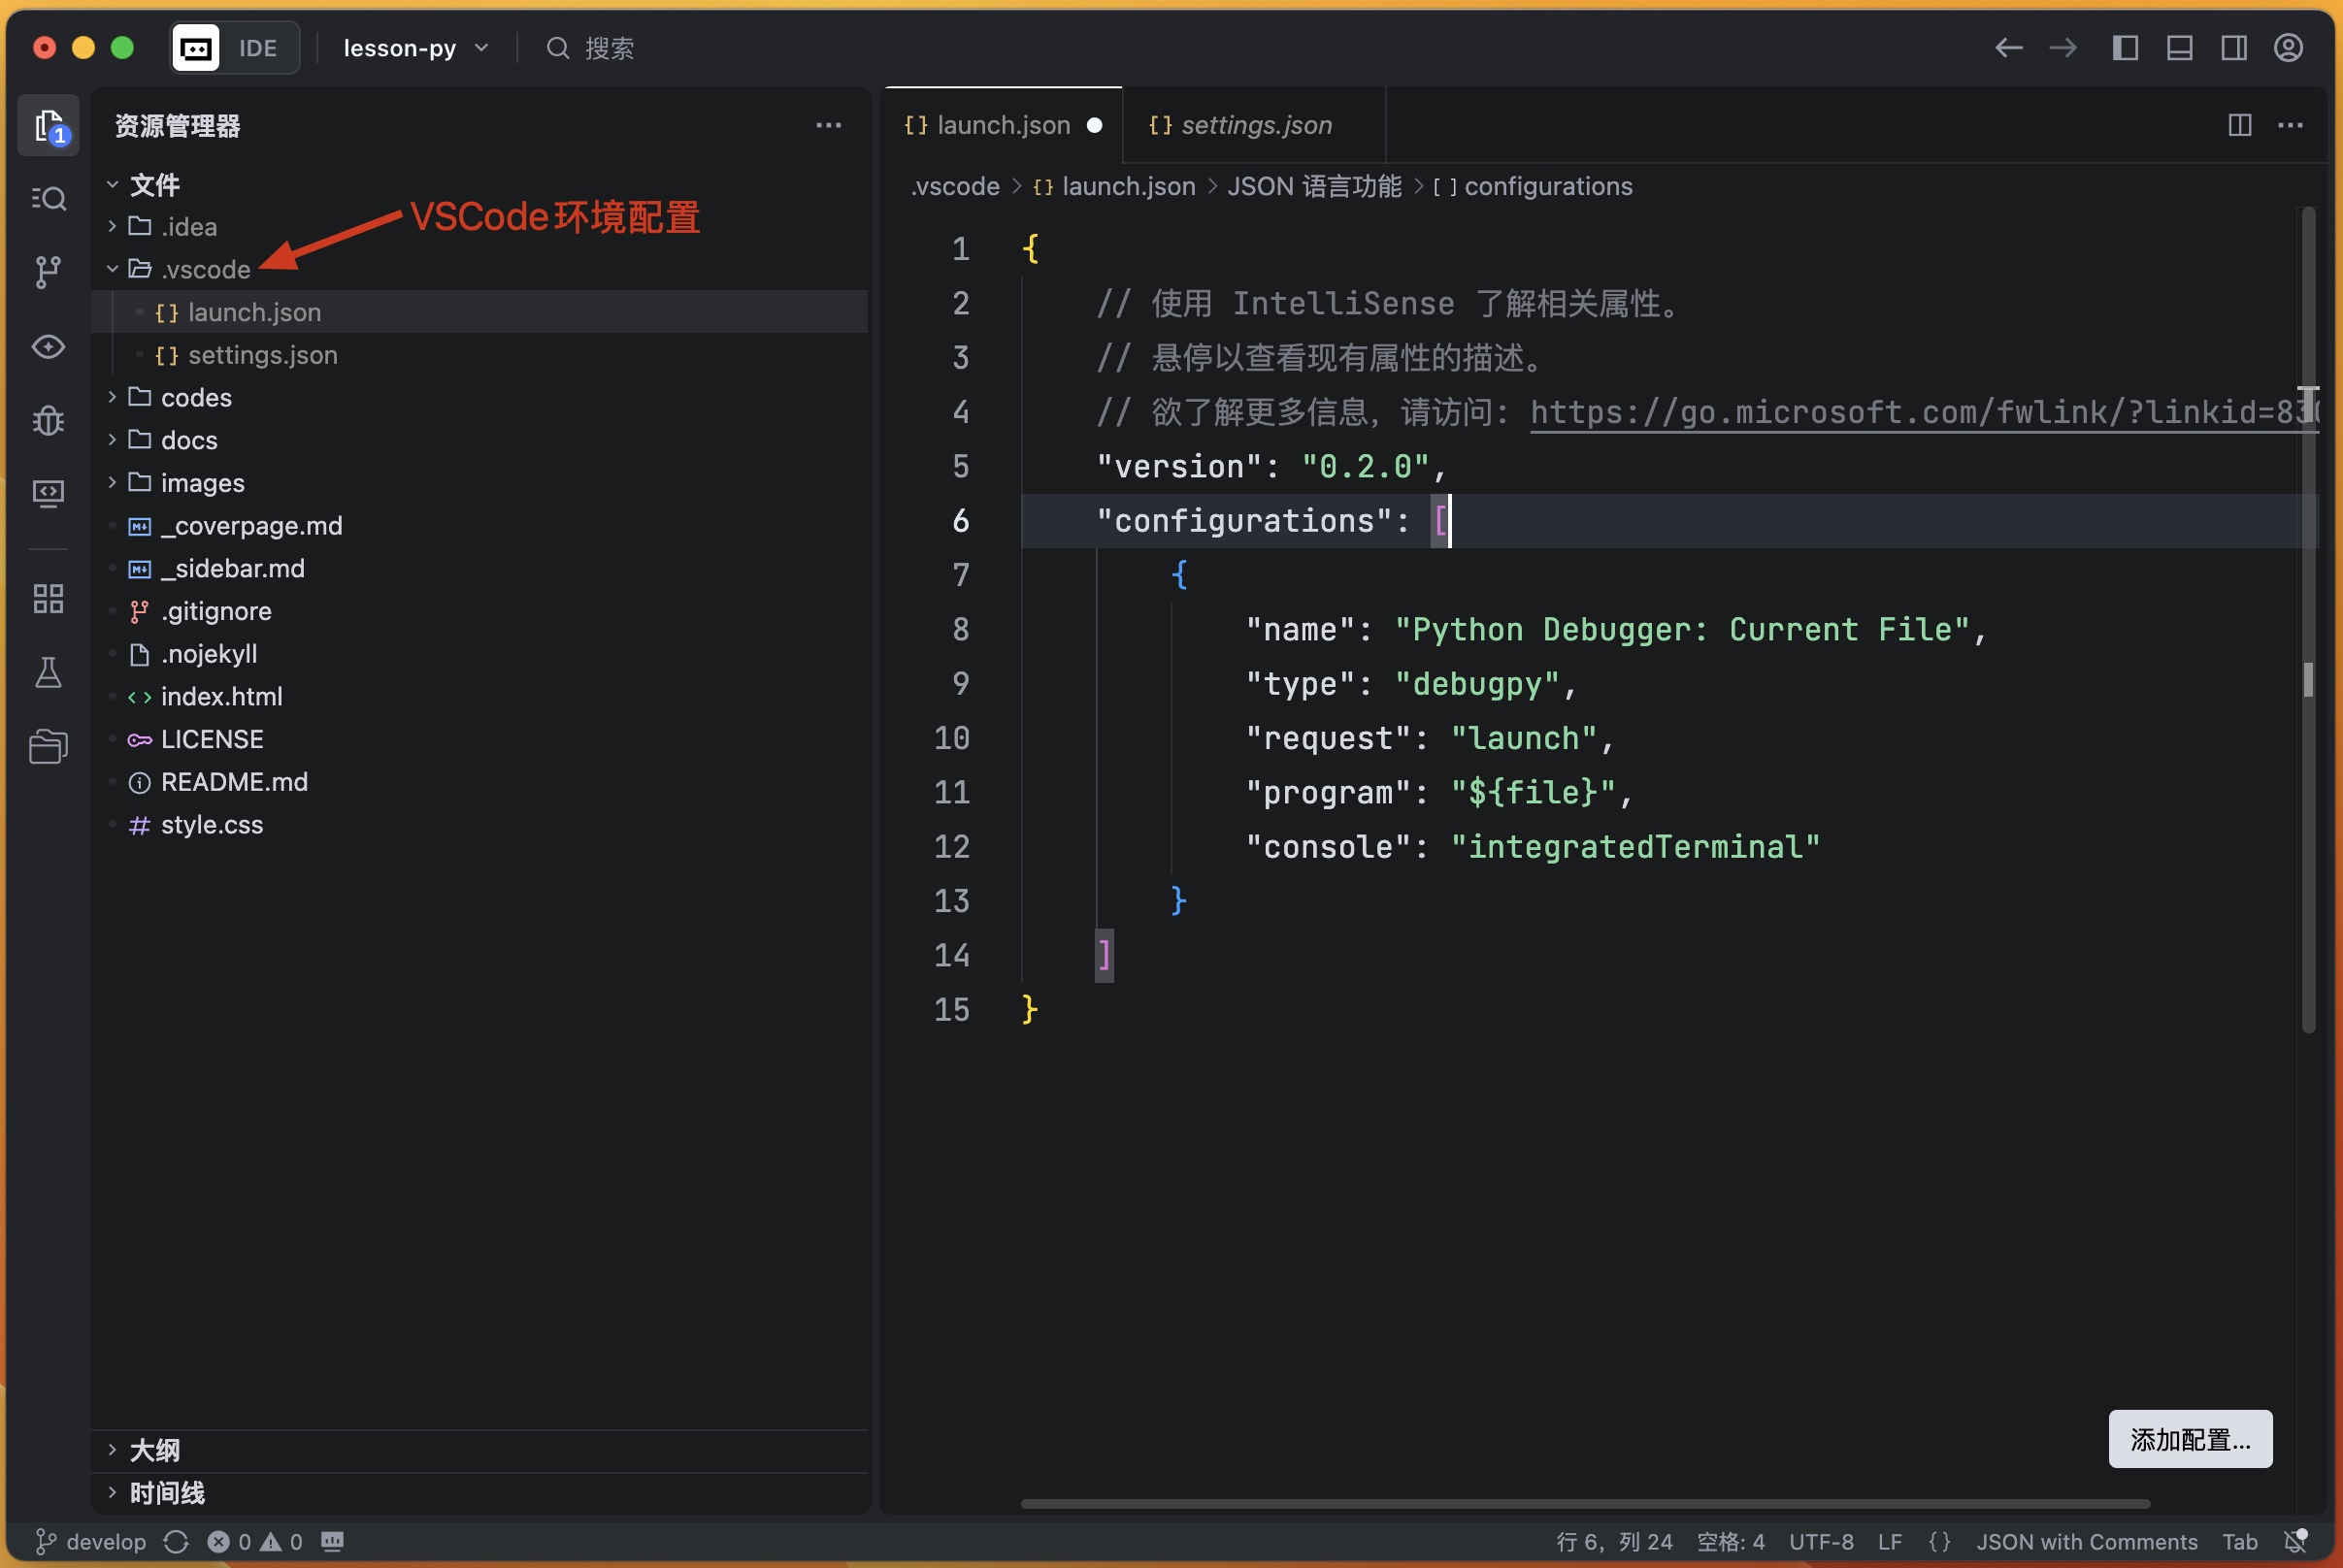 IDE
lesson-py
搜索
1
资源管理器
文件
.idea
.vscode
VSCode环境配置
launch.json
settings.json
codes
docs
images
_coverpage.md
_sidebar.md
.gitignore
.nojekyll
index.html
LICENSE
README.md
style.css
大纲
时间线
{} launch.json
{} settings.json
.vscode > {} launch.json > JSON 语言功能 > [ ] configurations
1 {
2 // 使用 IntelliSense 了解相关属性。
3 // 悬停以查看现有属性的描述。
4 // 欲了解更多信息，请访问: https://go.microsoft.com/fwlink/?linkid=830
5 "version": "0.2.0",
6 "configurations": [
7 {
8 "name": "Python Debugger: Current File",
9 "type": "debugpy",
10 "request": "launch",
11 "program": "${file}",
12 "console": "integratedTerminal"
13 }
14 ]
15 }
添加配置...
develop 0 0
行 6，列 24 空格: 4 UTF-8 LF {} JSON with Comments Tab